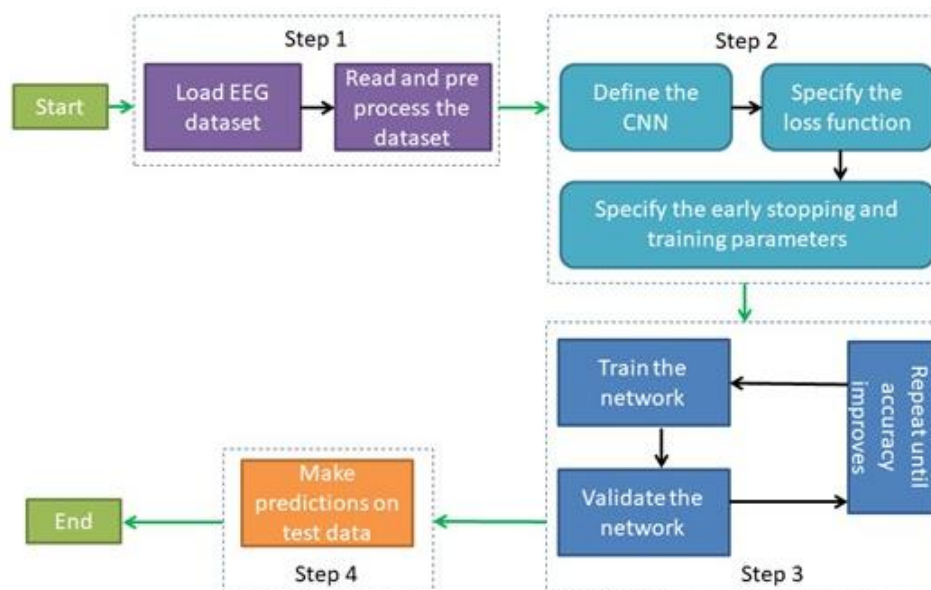 Step 1
Step 2
Start
Load EEG
dataset
Read and pre
process the
dataset
Define the
CNN
Specify the
loss function
Specify the early stopping and
training parameters
Train the
network
Repeat until
accuracy
improves
Validate the
network
Step 3
Make
predictions on
test data
Step 4
End